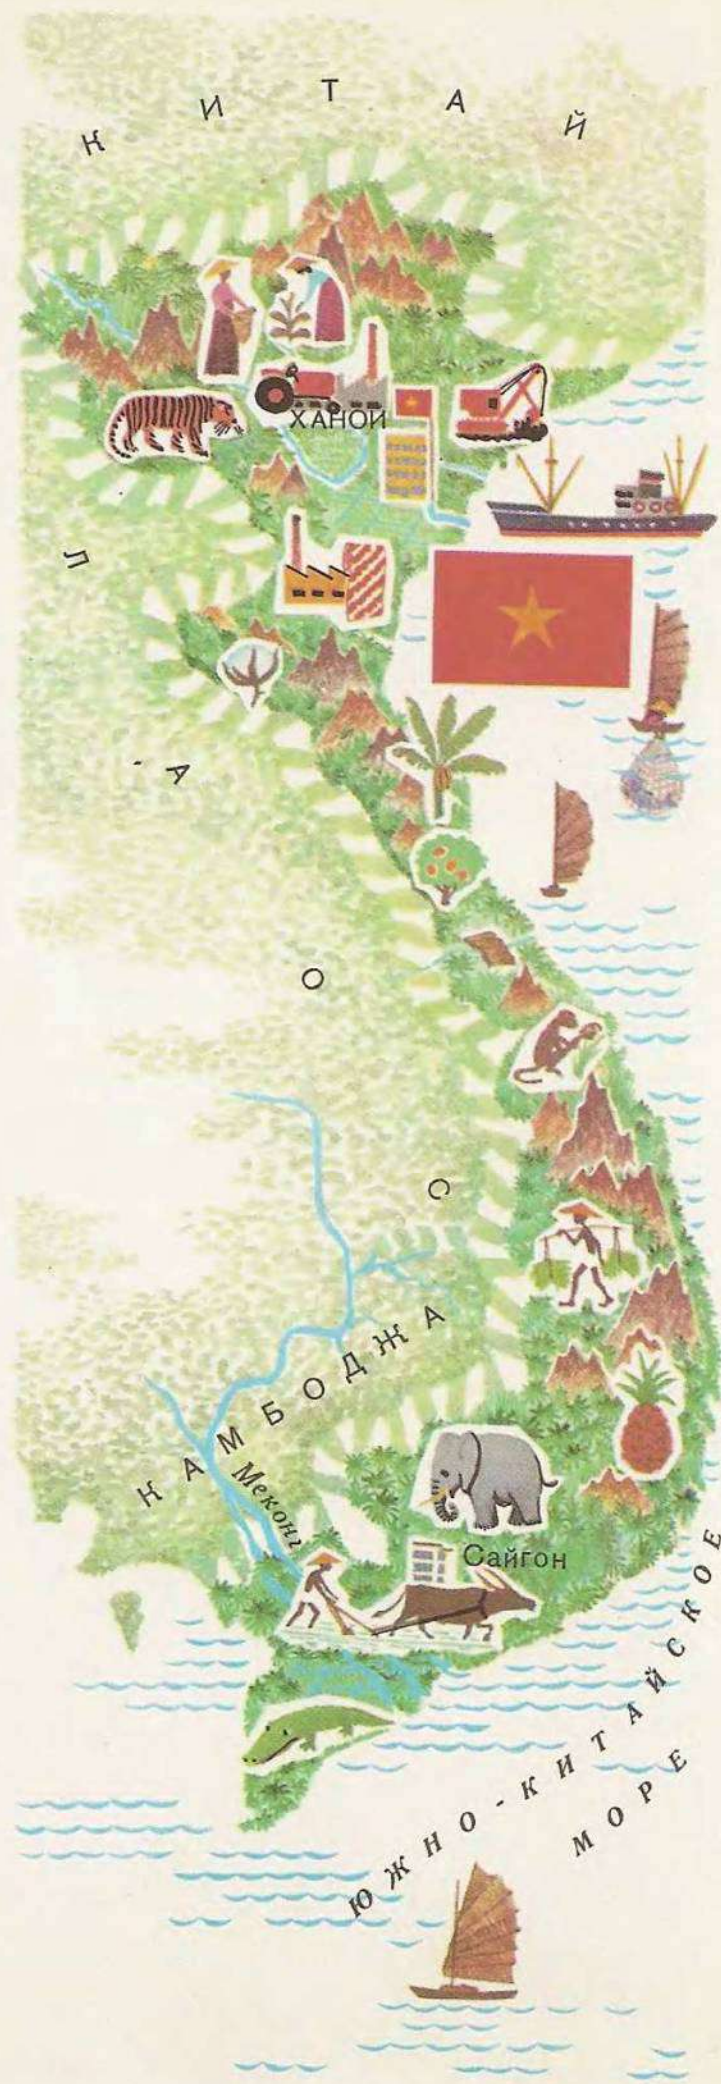 КИТАЙ
ХАНОЙ
ЛАОС
КАМБОДЖА
Меконг
Сайгон
ЮЖНО-КИТАЙСКОЕ
МОРЕ